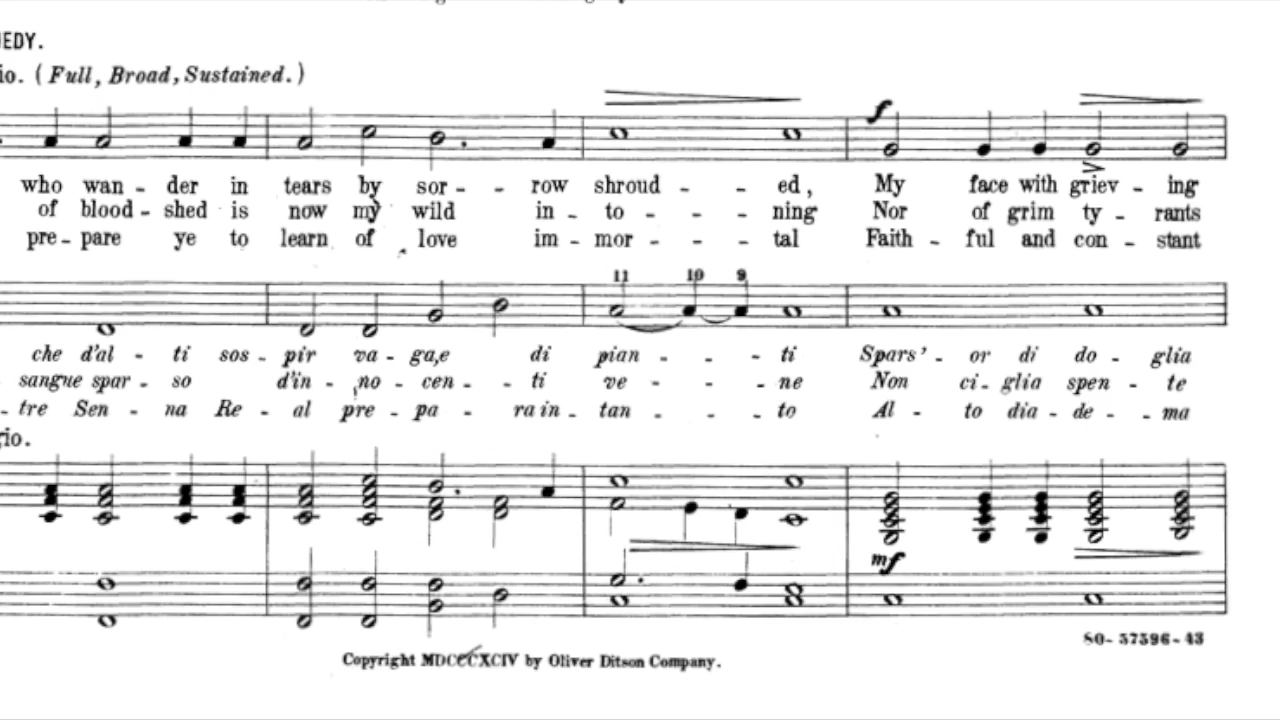 EDY.
io. (Full, Broad, Sustained.)
f
who wan - der in tears by sor - - row shroud - - ed, My face with griev - ing
of blood - shed is now my wild in - to - - - ning Nor of grim ty - rants
pre - pare ye to learn of love im - mor - - - tal Faith - ful and con - stant
11 10 9
che d'al - ti sos - pir va - ga,e di pian - - - ti Spars' - or di do - glia
sangue spar - so d'in - no - cen - - ti ve - - - ne Non ci - glia spen - te
- tre Sen - na Re - al pre - pa - ra in - tan - - - to Al - to dia - de - - ma
io.
mf
SO-57596-43
Copyright MDCCCXCIV by Oliver Ditson Company.